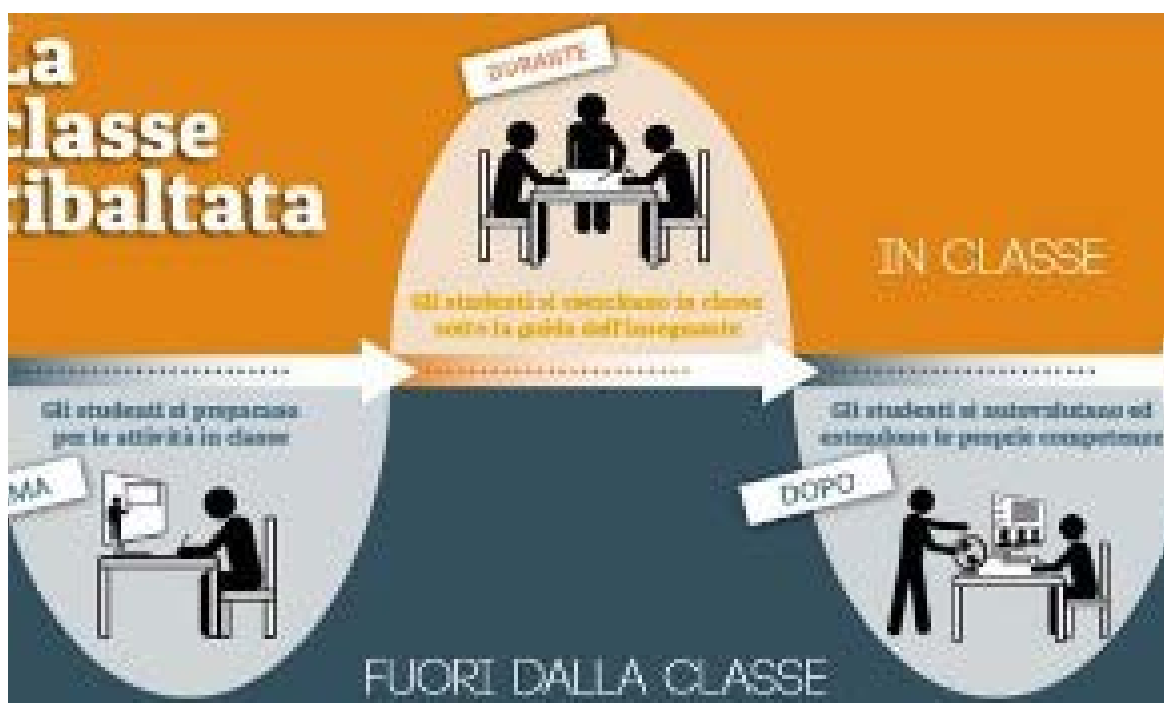 La
classe
ribaltata
DURANTE
IN CLASSE
Gli studenti si esercitano in classe
sotto la guida dell'insegnante
Gli studenti si preparano
per le attività in classe
MA
Gli studenti si autovalutano ed
estendono le proprie competenze
DOPO
FUORI DALLA CLASSE